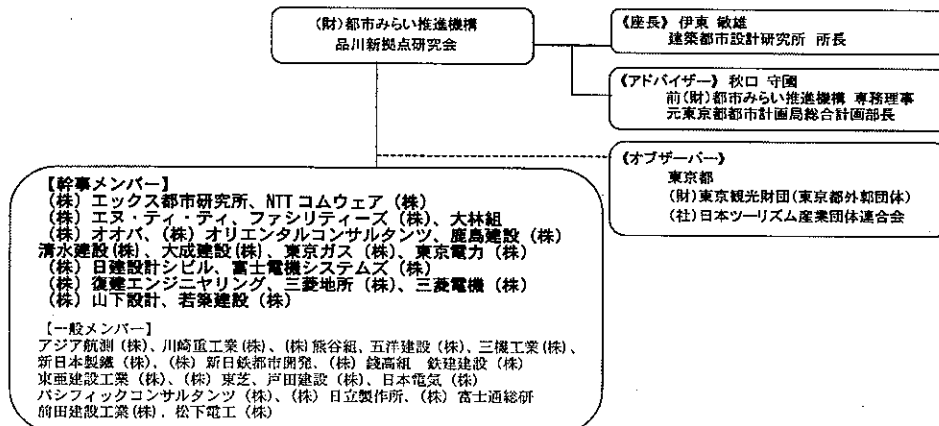 (財)都市みらい推進機構
品川新拠点研究会
《座長》 伊東 敏雄
建築都市設計研究所 所長
《アドバイザー》 秋口 守國
前(財)都市みらい推進機構 専務理事
元東京都都市計画局総合計画部長
《オブザーバー》
東京都
(財)東京観光財団(東京都外郭団体)
(社)日本ツーリズム産業団体連合会
【幹事メンバー】
(株) エックス都市研究所、NTTコムウェア (株)
(株) エヌ・ティ・ティ、ファシリティーズ (株)、大林組
(株) オオバ、(株) オリエンタルコンサルタンツ、鹿島建設 (株)
清水建設(株)、大成建設(株)、東京ガス (株)、東京電力 (株)
(株) 日建設計シビル、富士電機システムズ (株)
(株) 復建エンジニヤリング、三菱地所 (株)、三菱電機 (株)
(株) 山下設計、若築建設 (株)
【一般メンバー】
アジア航測 (株)、川崎重工業(株)、(株)熊谷組、五洋建設 (株)、三機工業(株)、
新日本製鐵 (株)、(株) 新日鉄都市開発、(株) 錢高組 鉄建建設 (株)
東亜建設工業 (株)、(株) 東芝、戸田建設 (株)、日本電気 (株)
パシフィックコンサルタンツ (株)、(株) 日立製作所、(株) 富士通総研
前田建設工業(株)、松下電工 (株)